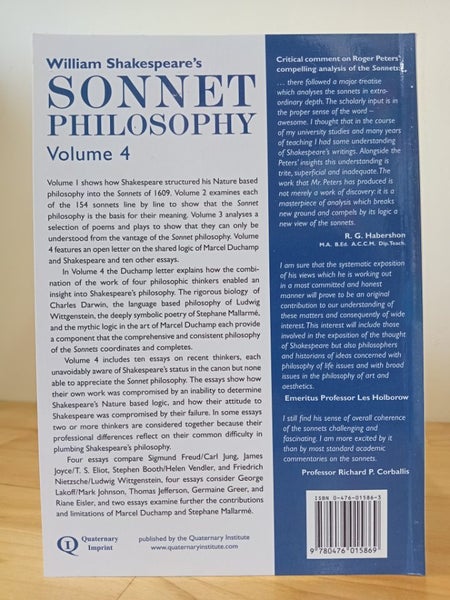 William Shakespeare's
SONNET
PHILOSOPHY
Volume 4
Volume 1 shows how Shakespeare structured his Nature based
philosophy into the Sonnets of 1609. Volume 2 examines each
of the 154 sonnets line by line to show that the Sonnet
philosophy is the basis for their meaning. Volume 3 analyses a
selection of poems and plays to show that they can only be
understood from the vantage of the Sonnet philosophy. Volume
4 features an open letter on the shared logic of Marcel Duchamp
and Shakespeare and ten other essays.
In Volume 4 the Duchamp letter explains how the combi-
nation of the work of four philosophic thinkers enabled an
insight into Shakespeare's philosophy. The rigorous biology of
Charles Darwin, the language based philosophy of Ludwig
Wittgenstein, the deeply symbolic poetry of Stephane Mallarmé,
and the mythic logic in the art of Marcel Duchamp each provide
a component that the comprehensive and consistent philosophy
of the Sonnets coordinates and completes.
Volume 4 includes ten essays on recent thinkers, each
unavoidably aware of Shakespeare's status in the canon but none
able to appreciate the Sonnet philosophy. The essays show how
their own work was compromised by an inability to determine
Shakespeare's Nature based logic, and how their attitude to
Shakespeare was compromised by their failure. In some essays
two or more thinkers are considered together because their
professional differences reflect on their common difficulty in
plumbing Shakespeare's philosophy.
Four essays compare Sigmund Freud/Carl Jung, James
Joyce/T. S. Eliot, Stephen Booth/Helen Vendler, and Friedrich
Nietzsche/Ludwig Wittgenstein, four essays consider George
Lakoff/Mark Johnson, Thomas Jefferson, Germaine Greer, and
Riane Eisler, and two essays examine further the contributions
and limitations of Marcel Duchamp and Stephane Mallarmé.
Q
1
Quaternary
Imprint
published by the Quaternary Institute
www.quaternaryinstitute.com
Critical comment on Roger Peters'
compelling analysis of the Sonnets:
... there followed a major treatise
which analyses the sonnets in extra-
ordinary depth. The scholarly input is in
the proper sense of the word –
awesome. I thought that in the course
of my university studies and many years
of teaching I had some understanding
of Shakespeare's writings. Alongside the
Peters' insights this understanding is
trite, superficial and inadequate. The
work that Mr. Peters has produced is
not merely a work of discovery: it is a
masterpiece of analysis which breaks
new ground and compels by its logic a
new view of the sonnets.
R. G. Habershon
M.A. B.Ed. A.C.C.M. Dip.Teach.
I am sure that the systematic exposition
of his views which he is working out
in a most committed and honest
manner will prove to be an original
contribution to our understanding of
these matters and consequently of wide
interest. This interest will include those
involved in the exposition of the thought
of Shakespeare but also philosophers
and historians of ideas concerned with
philosophy of life issues and with broad
issues in the philosophy of art and
aesthetics.
Emeritus Professor Les Holborow
I still find his sense of overall coherence
of the sonnets challenging and
fascinating. I am more excited by it
than by most standard academic
commentaries on the sonnets.
Professor Richard P. Corballis
ISBN 0-476-01586-3
9 780476 015869